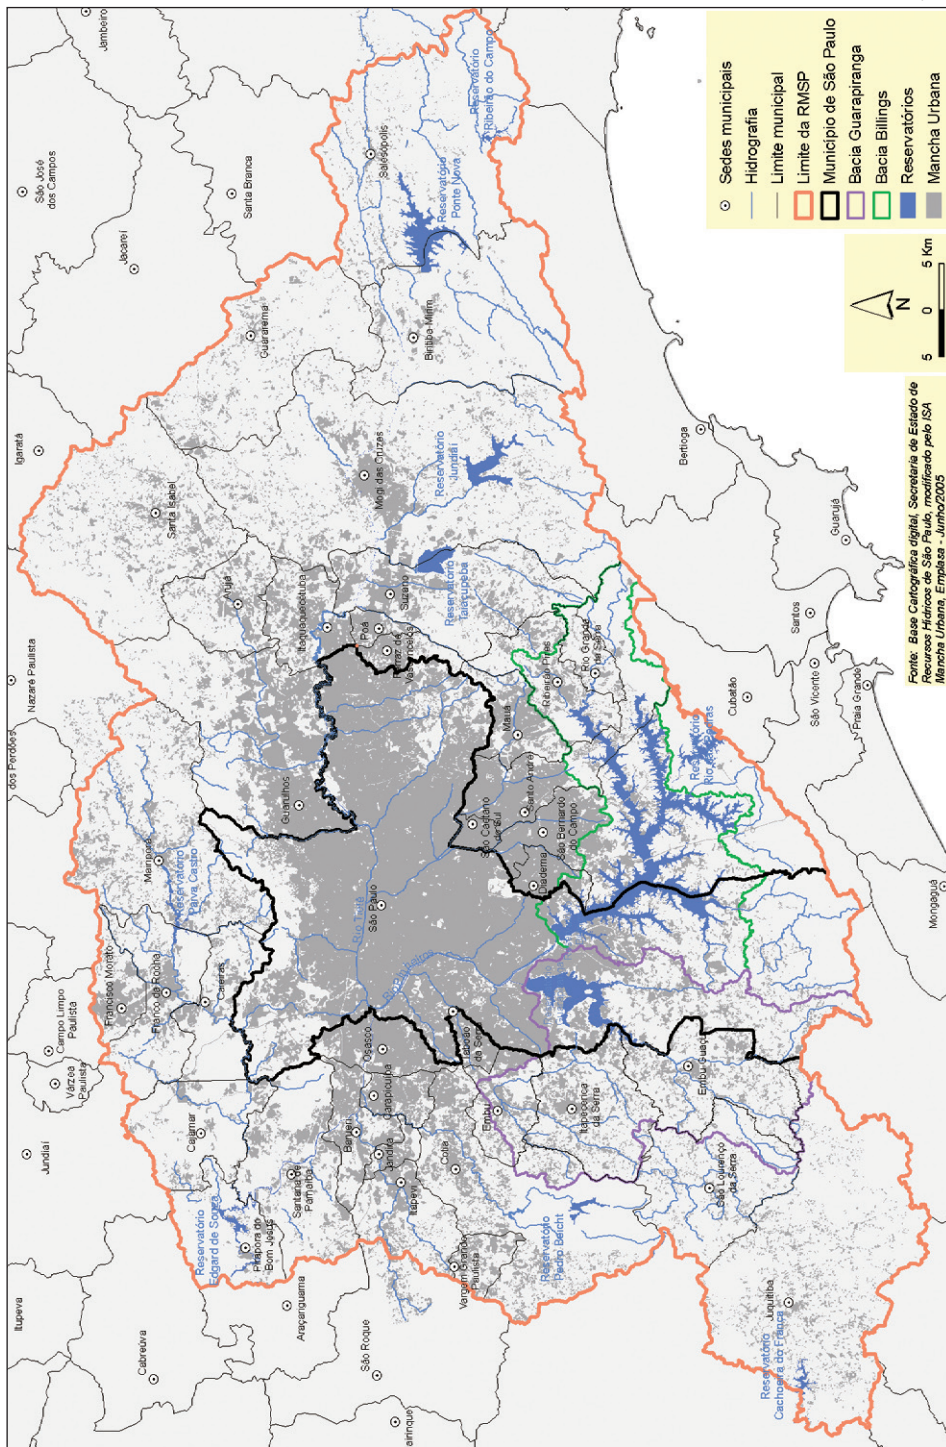 Itupeva
Jundiaí
Várzea
Paulista
Campo Limpo
Paulista
dos Perdões
Nazaré Paulista
Igaratá
São José
dos Campos
Jambeiro
Cabreúva
Cajamar
Francisco Morato
Franco da Rocha
Caieiras
Mairiporã
Reservatório
Paiva Castro
Santa Isabel
Arujá
Jacareí
Santa Branca
Guararema
Araçariguama
Reservatório
Edgard de Souza
Pirapora do
Bom Jesus
Santana de
Parnaíba
Guarulhos
Itaquaquecetuba
São Roque
airinque
Itapevi
Jandira
Barueri
Carapicuíba
Osasco
Rio Tietê
São Paulo
Poá
Ferraz de
Vasconcelos
Suzano
Mogi das Cruzes
Biritiba-Mirim
Salesópolis
Reservatório
Ponte Nova
Reservatório
Ribeirão do Campo
Vargem Grande
Paulista
Cotia
Embu
Taboão
da Serra
Rio Pinheiros
São Caetano
do Sul
Santo André
Mauá
Reservatório
Taiaçupeba
Reservatório
Jundiaí
Reservatório
Pedro Beicht
Itapecerica
da Serra
Diadema
São Bernardo
do Campo
Ribeirão Pires
Rio Grande
da Serra
São Lourenço
da Serra
Embu-Guaçu
Reservatório
Rio das Pedras
Cubatão
Bertioga
Juquitiba
Reservatório
Cachoeira do França
Mongaguá
Praia Grande
São Vicente
Santos
Guarujá
Fonte: Base Cartográfica digital, Secretaria de Estado de
Recursos Hídricos de São Paulo, modificado pelo ISA
Mancha Urbana, Emplasa - Junho/2005
N
5 0 5 Km
Sedes municipais
Hidrografia
Limite municipal
Limite da RMSP
Município de São Paulo
Bacia Guarapiranga
Bacia Billings
Reservatórios
Mancha Urbana